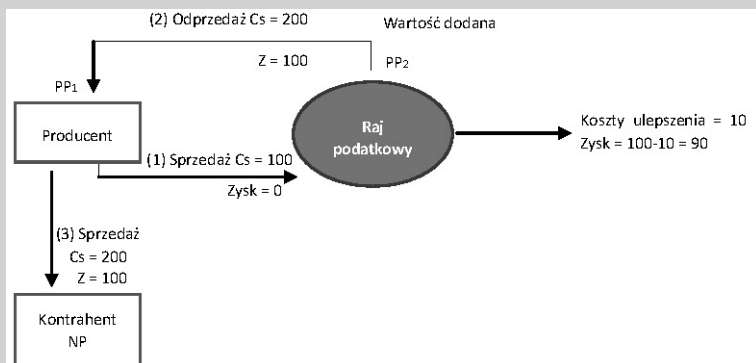 (2) Odprzedaż Cs = 200
Wartość dodana
Z = 100
PP2
PP1
Producent
Raj
podatkowy
Koszty ulepszenia = 10
Zysk = 100-10 = 90
(1) Sprzedaż Cs = 100
Zysk = 0
(3) Sprzedaż
Cs = 200
Z = 100
Kontrahent
NP